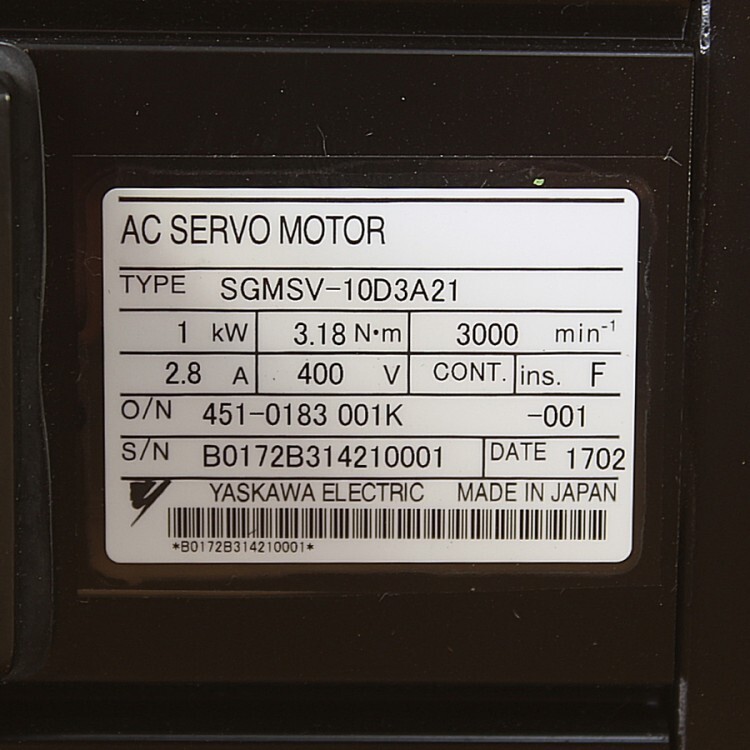 AC SERVO MOTOR
TYPE SGMSV-10D3A21
1 kW 3.18 N•m 3000 min-1
2.8 A 400 V CONT. ins. F
O/N 451-0183 001K -001
S/N B0172B314210001 DATE 1702
YASKAWA ELECTRIC MADE IN JAPAN
*B0172B314210001*